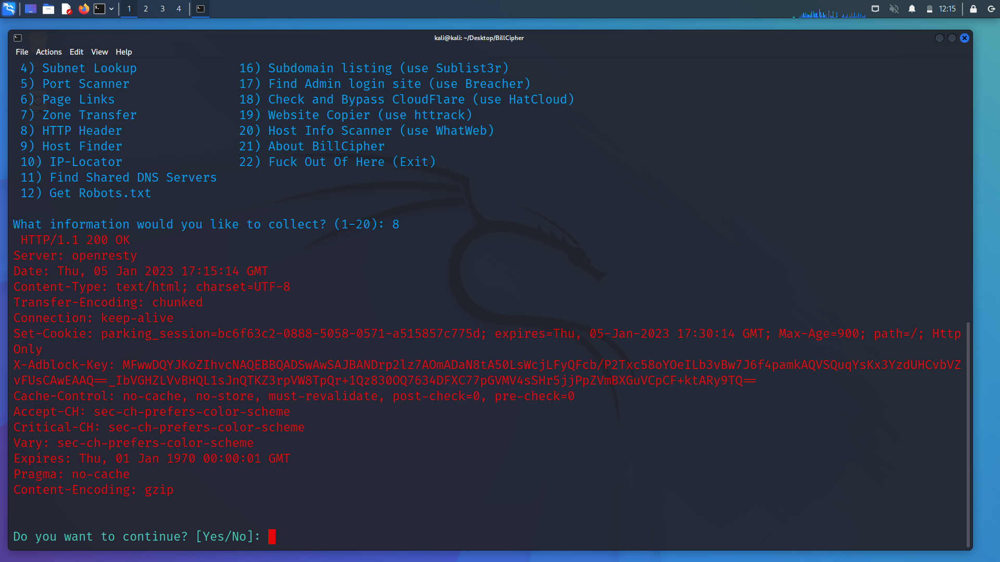 1 2 3 4
12:15
kali@kali: ~/Desktop/BillCipher
File Actions Edit View Help
4) Subnet Lookup 16) Subdomain listing (use Sublist3r)
5) Port Scanner 17) Find Admin login site (use Breacher)
6) Page Links 18) Check and Bypass CloudFlare (use HatCloud)
7) Zone Transfer 19) Website Copier (use httrack)
8) HTTP Header 20) Host Info Scanner (use WhatWeb)
9) Host Finder 21) About BillCipher
10) IP-Locator 22) Fuck Out Of Here (Exit)
11) Find Shared DNS Servers
12) Get Robots.txt
What information would you like to collect? (1-20): 8
HTTP/1.1 200 OK
Server: openresty
Date: Thu, 05 Jan 2023 17:15:14 GMT
Content-Type: text/html; charset=UTF-8
Transfer-Encoding: chunked
Connection: keep-alive
Set-Cookie: parking_session=bc6f63c2-0888-5058-0571-a515857c775d; expires=Thu, 05-Jan-2023 17:30:14 GMT; Max-Age=900; path=/; Http
Only
X-Adblock-Key: MFwwDQYJKoZIhvcNAQEBBQADSwAwSAJBANDrp2lz7AOmADaN8tA50LsWcjLFyQFcb/P2Txc58oYOeILb3vBw7J6f4pamkAQVSQuqYsKx3YzdUHCvbVZ
vFUsCAwEAAQ==_IbVGHZLVvBHQL1sJnQTKZ3rpVW8TpQr+1Qz830OQ7634DFXC77pGVMV4sSHr5jjPpZVmBXGuVCpCF+ktARy9TQ==
Cache-Control: no-cache, no-store, must-revalidate, post-check=0, pre-check=0
Accept-CH: sec-ch-prefers-color-scheme
Critical-CH: sec-ch-prefers-color-scheme
Vary: sec-ch-prefers-color-scheme
Expires: Thu, 01 Jan 1970 00:00:01 GMT
Pragma: no-cache
Content-Encoding: gzip
Do you want to continue? [Yes/No]: